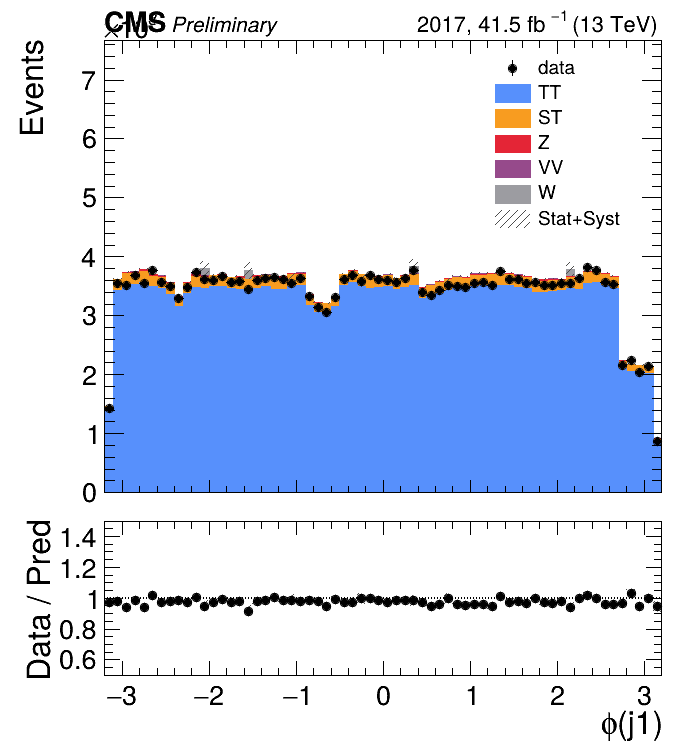 CMS Preliminary 2017, 41.5 fb⁻¹ (13 TeV)
Events
7
6
5
4
3
2
1
0
data
TT
ST
Z
VV
W
Stat+Syst
Data / Pred
1.4
1.2
1
0.8
0.6
−3 −2 −1 0 1 2 3
ϕ(j1)